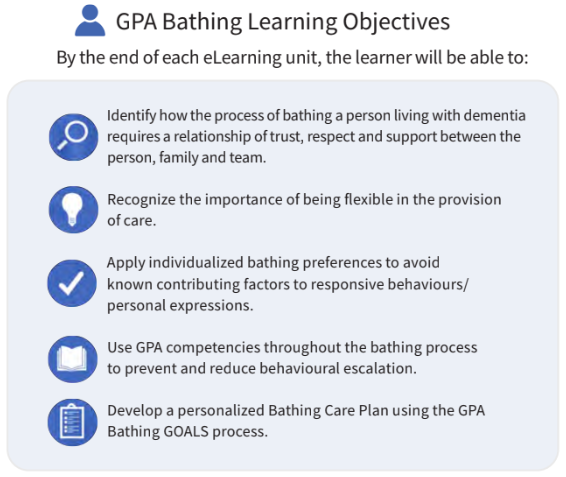 GPA Bathing Learning Objectives
By the end of each eLearning unit, the learner will be able to:
Identify how the process of bathing a person living with dementia
requires a relationship of trust, respect and support between the
person, family and team.
Recognize the importance of being flexible in the provision
of care.
Apply individualized bathing preferences to avoid
known contributing factors to responsive behaviours/
personal expressions.
Use GPA competencies throughout the bathing process
to prevent and reduce behavioural escalation.
Develop a personalized Bathing Care Plan using the GPA
Bathing GOALS process.